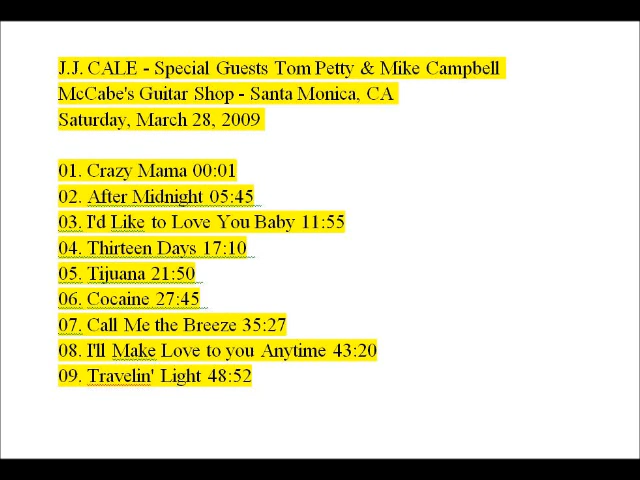 J.J. CALE - Special Guests Tom Petty & Mike Campbell
McCabe's Guitar Shop - Santa Monica, CA
Saturday, March 28, 2009
01. Crazy Mama 00:01
02. After Midnight 05:45
03. I'd Like to Love You Baby 11:55
04. Thirteen Days 17:10
05. Tijuana 21:50
06. Cocaine 27:45
07. Call Me the Breeze 35:27
08. I'll Make Love to you Anytime 43:20
09. Travelin' Light 48:52